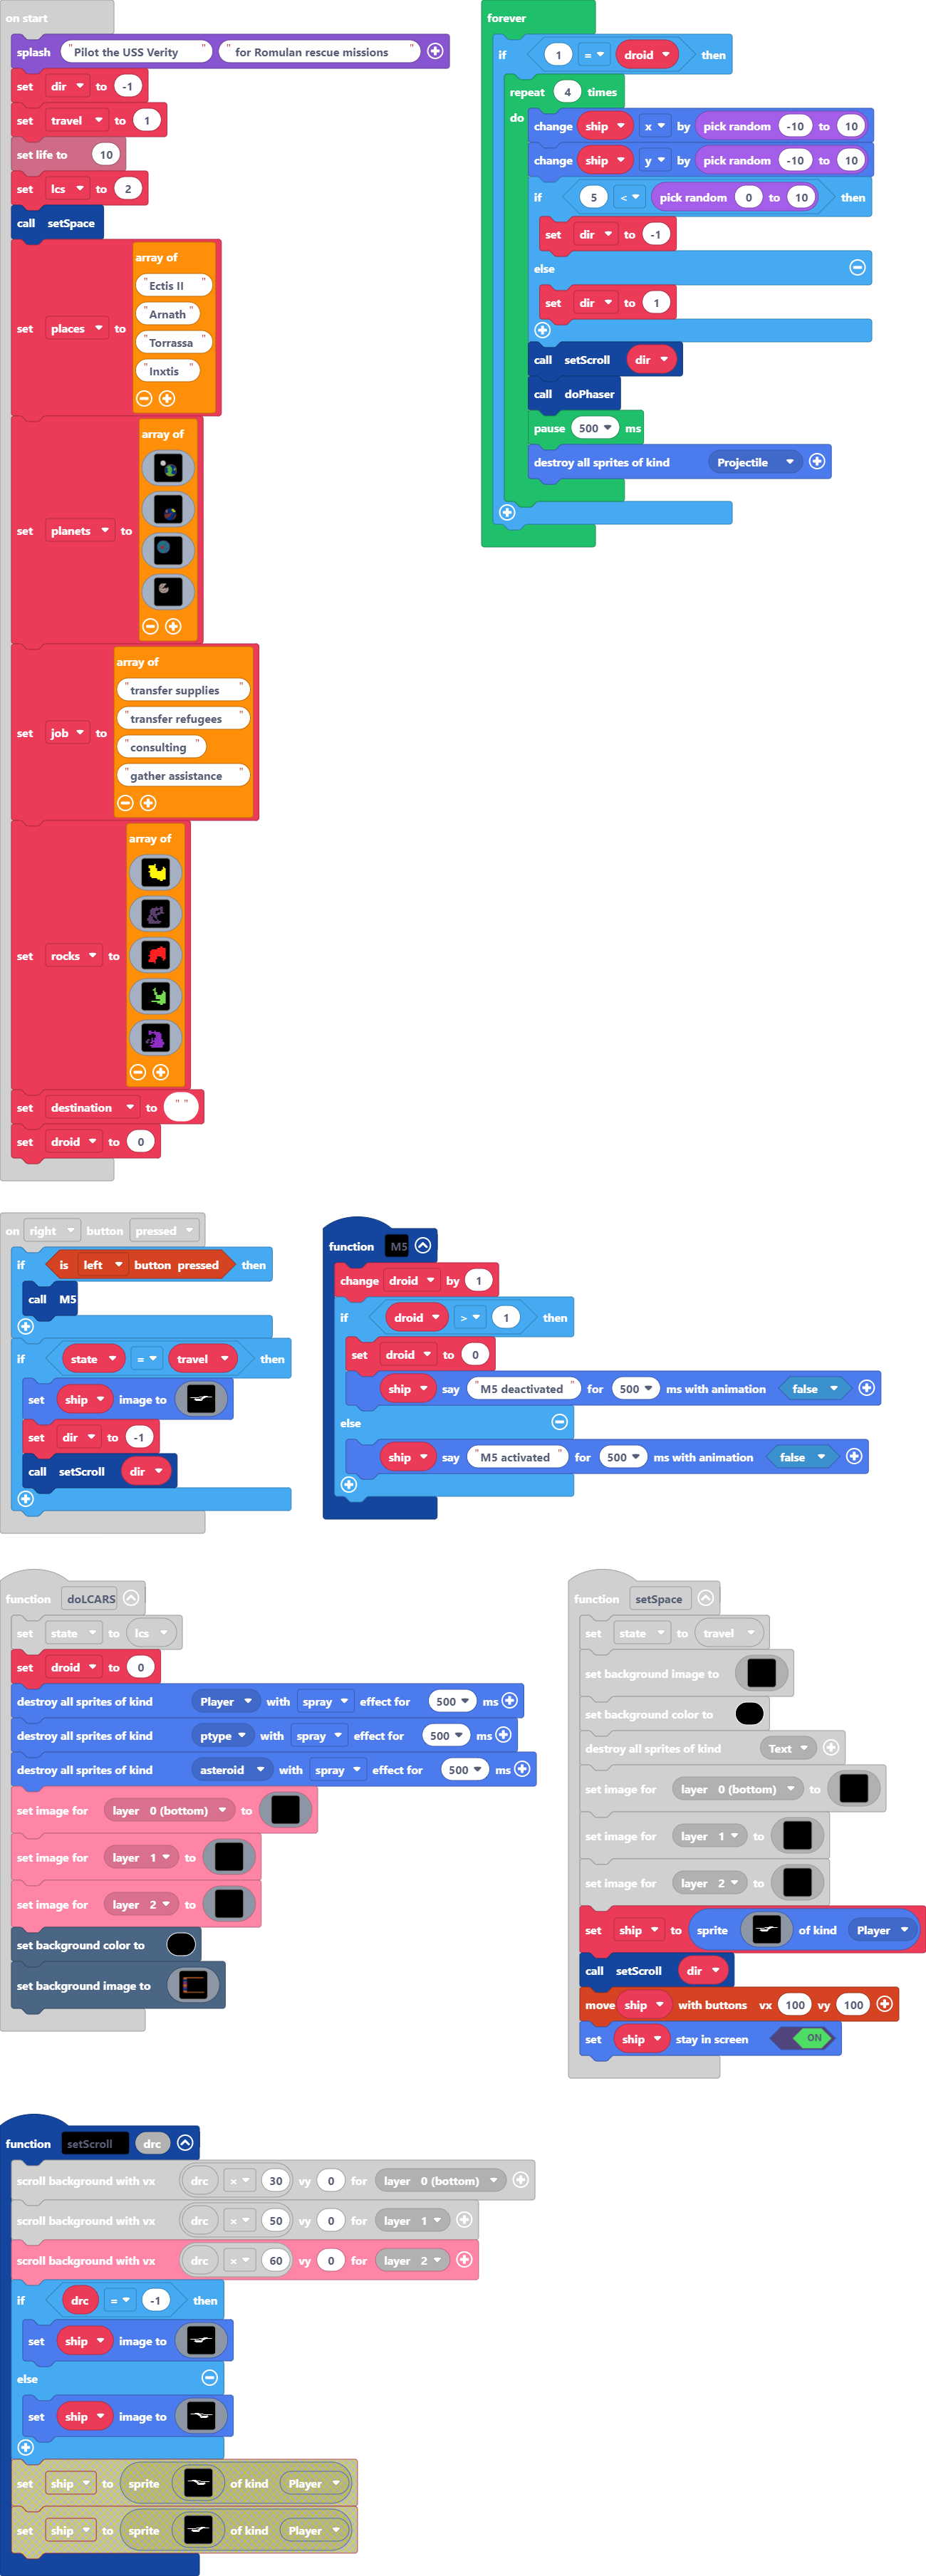 on start
splash "Pilot the USS Verity" "for Romulan rescue missions"
set dir to -1
set travel to 1
set life to 10
set lcs to 2
call setSpace
set places to array of
"Ectis II"
"Arnath"
"Torrassa"
"Inxtis"
set planets to array of
set job to array of
"transfer supplies"
"transfer refugees"
"consulting"
"gather assistance"
set rocks to array of
set destination to " "
set droid to 0
forever
if 1 = droid then
repeat 4 times
do
change ship x by pick random -10 to 10
change ship y by pick random -10 to 10
if 5 < pick random 0 to 10 then
set dir to -1
else
set dir to 1
call setScroll dir
call doPhaser
pause 500 ms
destroy all sprites of kind Projectile
on right button pressed
if is left button pressed then
call M5
if state = travel then
set ship image to
set dir to -1
call setScroll dir
function M5
change droid by 1
if droid > 1 then
set droid to 0
ship say "M5 deactivated" for 500 ms with animation false
else
ship say "M5 activated" for 500 ms with animation false
function doLCARS
set state to lcs
set droid to 0
destroy all sprites of kind Player with spray effect for 500 ms
destroy all sprites of kind ptype with spray effect for 500 ms
destroy all sprites of kind asteroid with spray effect for 500 ms
set image for layer 0 (bottom) to
set image for layer 1 to
set image for layer 2 to
set background color to
set background image to
function setSpace
set state to travel
set background image to
set background color to
destroy all sprites of kind Text
set image for layer 0 (bottom) to
set image for layer 1 to
set image for layer 2 to
set ship to sprite of kind Player
call setScroll dir
move ship with buttons vx 100 vy 100
set ship stay in screen ON
function setScroll drc
scroll background with vx drc × 30 vy 0 for layer 0 (bottom)
scroll background with vx drc × 50 vy 0 for layer 1
scroll background with vx drc × 60 vy 0 for layer 2
if drc = -1 then
set ship image to
else
set ship image to
set ship to sprite of kind Player
set ship to sprite of kind Player